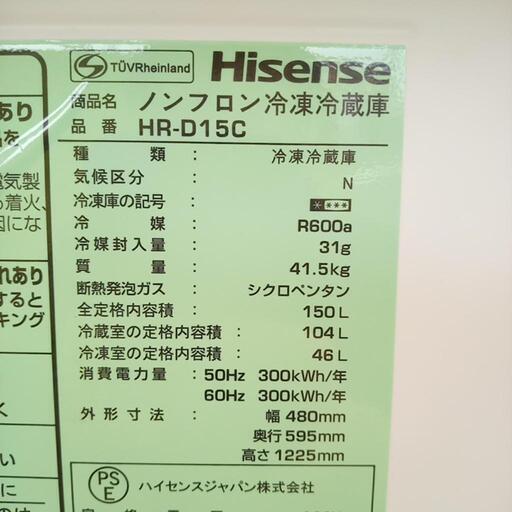 TÜVRheinland Hisense
商品名 ノンフロン冷凍冷蔵庫
品番 HR-D15C
種類 : 冷凍冷蔵庫
気候区分 : N
冷凍庫の記号 :
冷媒 : R600a
冷媒封入量 : 31g
質量 : 41.5kg
断熱発泡ガス : シクロペンタン
全定格内容積 : 150L
冷蔵室の定格内容積 : 104L
冷凍室の定格内容積 : 46L
消費電力量 : 50Hz 300kWh/年
60Hz 300kWh/年
外形寸法 : 幅 480mm
奥行 595mm
高さ 1225mm
PSE ハイセンスジャパン株式会社
あり
を
電気製
着火、
因にな
れあり
すると
キング
く
い
に